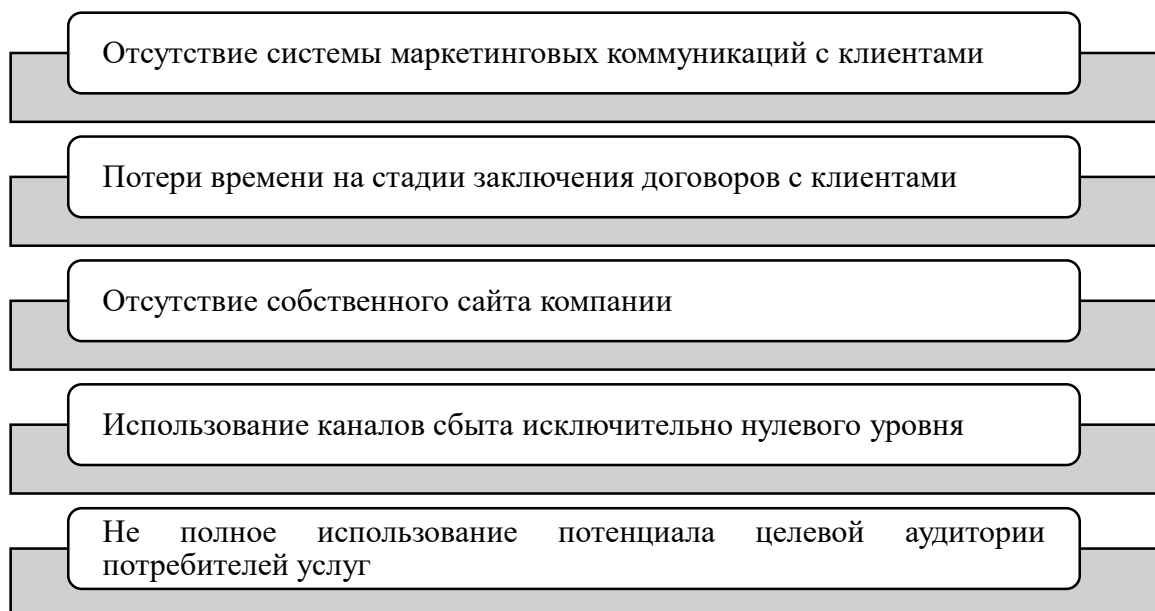 Отсутствие системы маркетинговых коммуникаций с клиентами
Потери времени на стадии заключения договоров с клиентами
Отсутствие собственного сайта компании
Использование каналов сбыта исключительно нулевого уровня
Не полное использование потенциала целевой аудитории
потребителей услуг